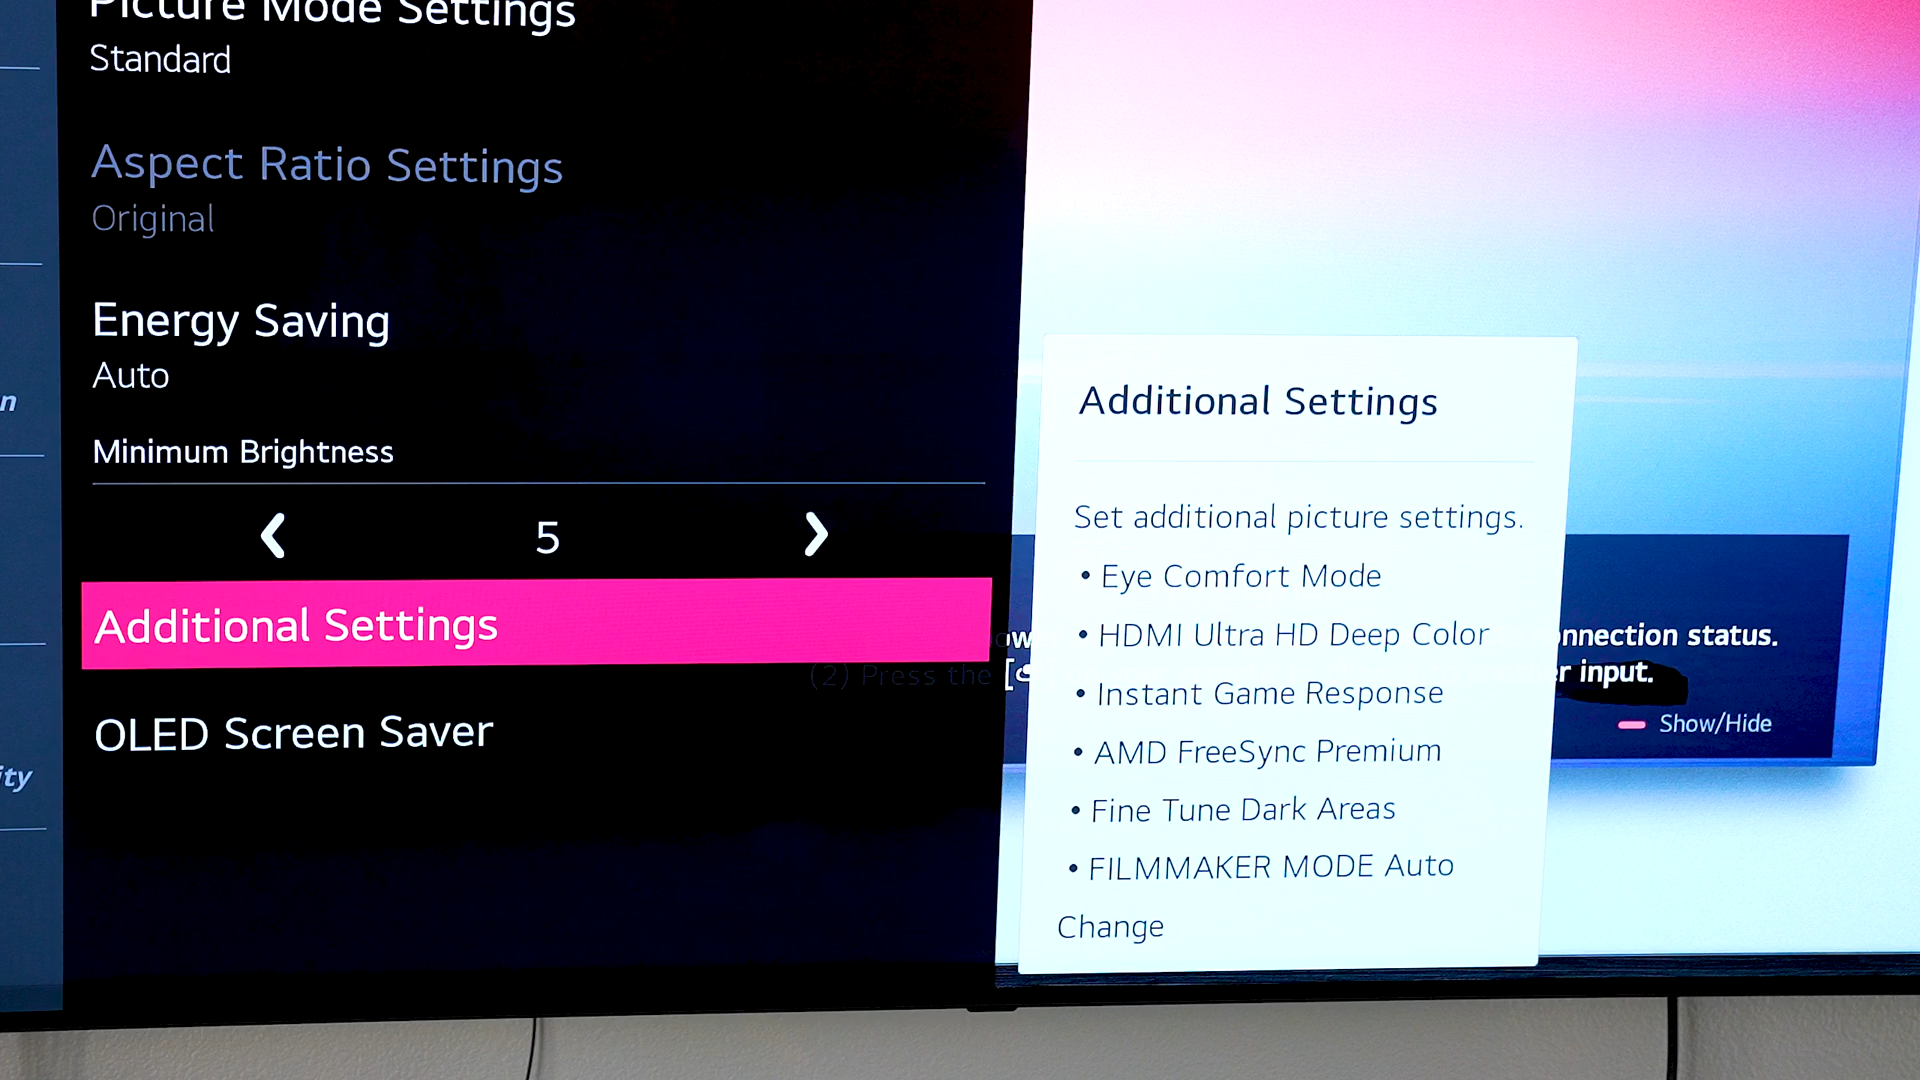 Picture Mode Settings
Standard
Aspect Ratio Settings
Original
Energy Saving
Auto
Minimum Brightness
5
Additional Settings
OLED Screen Saver
(2) Press the
Additional Settings
Set additional picture settings.
• Eye Comfort Mode
• HDMI Ultra HD Deep Color
• Instant Game Response
• AMD FreeSync Premium
• Fine Tune Dark Areas
• FILMMAKER MODE Auto
Change
status.
input.
Show/Hide